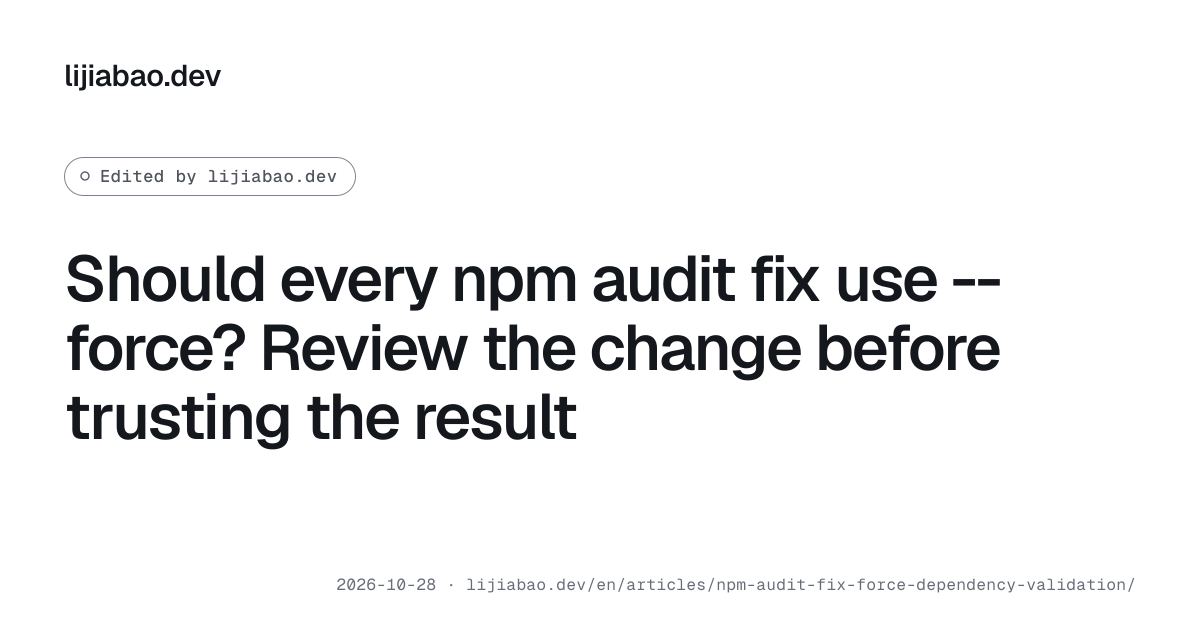 lijiabao.dev
Edited by lijiabao.dev
Should every npm audit fix use --
force? Review the change before
trusting the result
2026-10-28 · lijiabao.dev/en/articles/npm-audit-fix-force-dependency-validation/